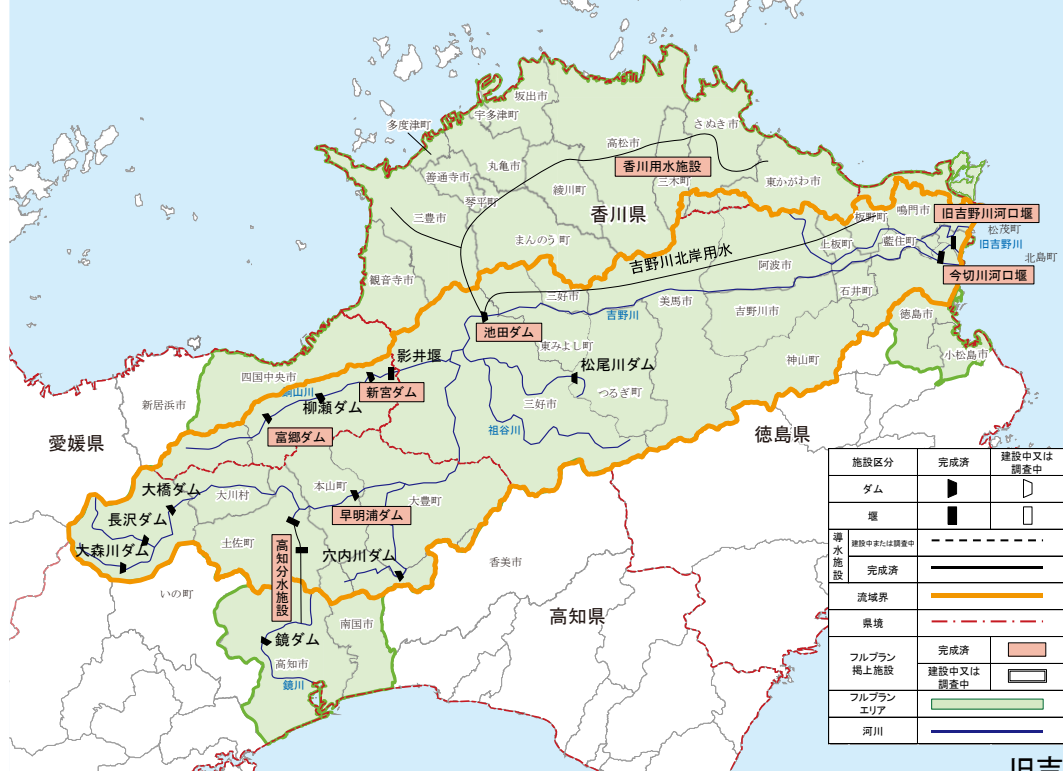 坂出市
宇多津町
多度津町
さぬき市
高松市
丸亀市
香川用水施設
善通寺市
綾川町
三木町
東かがわ市
琴平町
三豊市
香川県
鳴門市
板野町
旧吉野川河口堰
松茂町
まんのう町
藍住町
旧吉野川
上板町
北島町
吉野川北岸用水
阿波市
観音寺市
今切川河口堰
石井町
三好市
美馬市
吉野川
吉野川市
徳島市
池田ダム
東みよし町
影井堰
小松島市
神山町
四国中央市
松尾川ダム
新宮ダム
銅山川
つるぎ町
新居浜市
柳瀬ダム
三好市
祖谷川
徳島県
富郷ダム
愛媛県
大橋ダム
本山町
大川村
大豊町
長沢ダム
早明浦ダム
大森川ダム
土佐町
高知分水施設
穴内川ダム
香美市
いの町
高知県
南国市
鏡ダム
高知市
鏡川
施設区分
完成済
建設中又は
調査中
ダム
堰
導水施設
建設中または調査中
完成済
流域界
県境
フルプラン
掲上施設
完成済
建設中又は
調査中
フルプラン
エリア
河川
旧吉